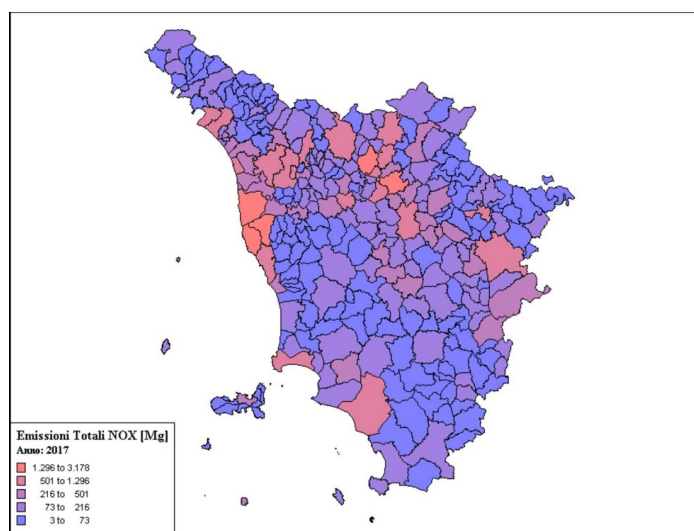 Emissioni Totali NOX [Mg]
Anno: 2017
1.296 to 3.178
501 to 1.296
216 to 501
73 to 216
3 to 73